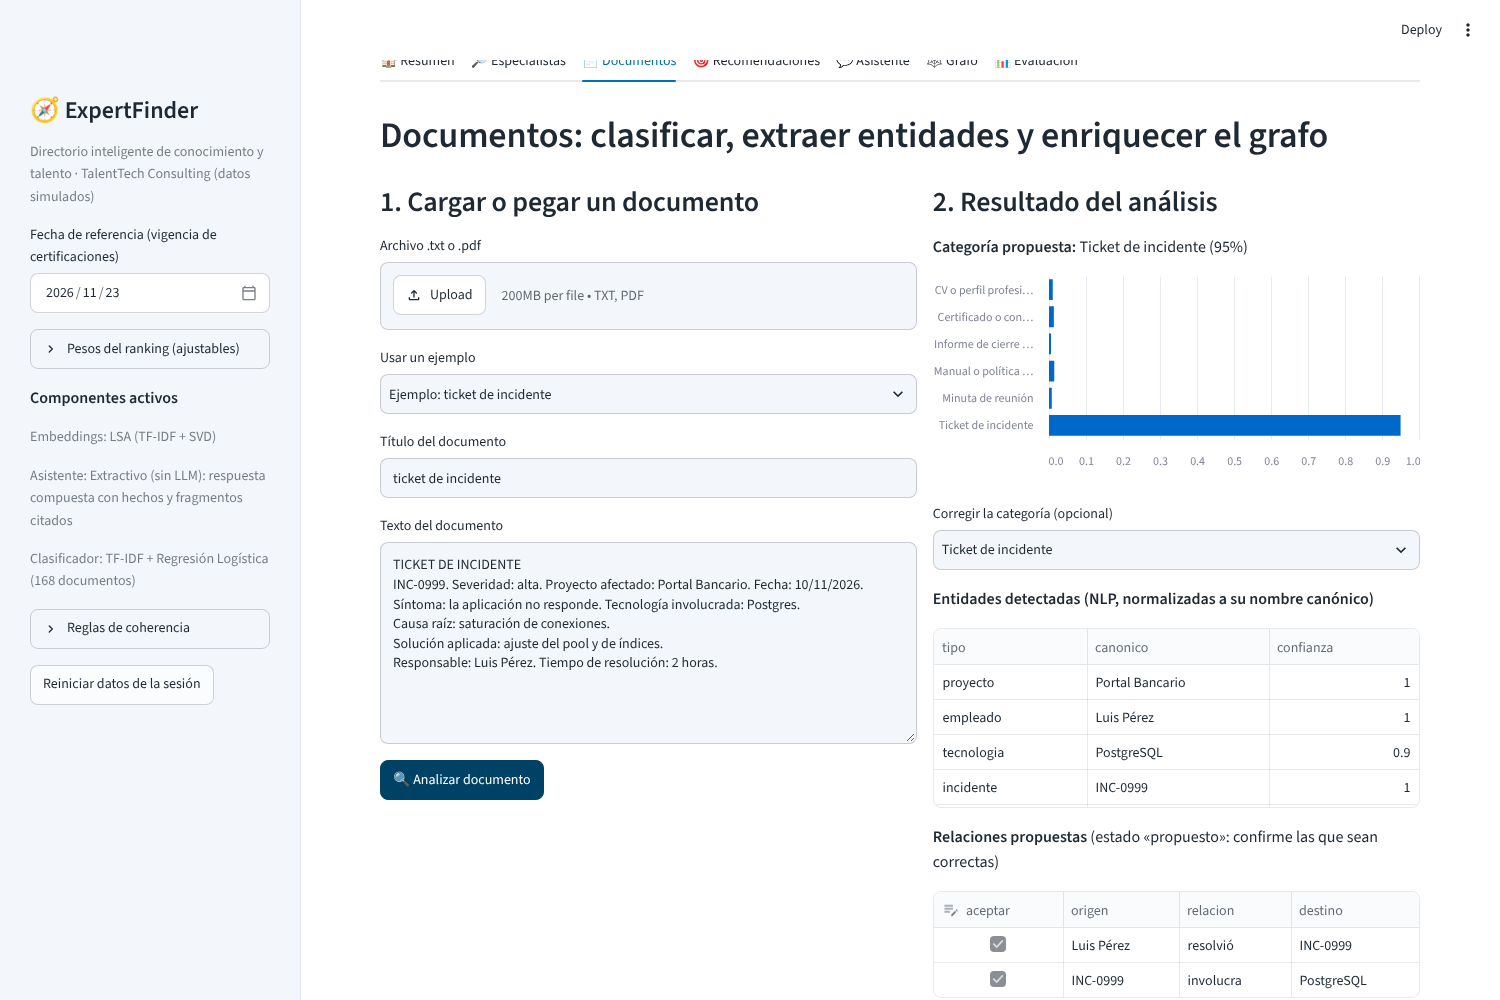 Deploy
Resumen
Especialistas
Documentos
Recomendaciones
Asistente
Grafo
Evaluación
ExpertFinder
Directorio inteligente de conocimiento y
talento · TalentTech Consulting (datos
simulados)
Fecha de referencia (vigencia de
certificaciones)
2026 / 11 / 23
Pesos del ranking (ajustables)
Componentes activos
Embeddings: LSA (TF-IDF + SVD)
Asistente: Extractivo (sin LLM): respuesta
compuesta con hechos y fragmentos
citados
Clasificador: TF-IDF + Regresión Logística
(168 documentos)
Reglas de coherencia
Reiniciar datos de la sesión
Documentos: clasificar, extraer entidades y enriquecer el grafo
1. Cargar o pegar un documento
Archivo .txt o .pdf
Upload
200MB per file • TXT, PDF
Usar un ejemplo
Ejemplo: ticket de incidente
Título del documento
ticket de incidente
Texto del documento
TICKET DE INCIDENTE
INC-0999. Severidad: alta. Proyecto afectado: Portal Bancario. Fecha: 10/11/2026.
Síntoma: la aplicación no responde. Tecnología involucrada: Postgres.
Causa raíz: saturación de conexiones.
Solución aplicada: ajuste del pool y de índices.
Responsable: Luis Pérez. Tiempo de resolución: 2 horas.
Analizar documento
2. Resultado del análisis
Categoría propuesta: Ticket de incidente (95%)
CV o perfil profesi…
Certificado o con…
Informe de cierre …
Manual o política …
Minuta de reunión
Ticket de incidente
0.0 0.1 0.2 0.3 0.4 0.5 0.6 0.7 0.8 0.9 1.0
Corregir la categoría (opcional)
Ticket de incidente
Entidades detectadas (NLP, normalizadas a su nombre canónico)
tipo canonico confianza
proyecto Portal Bancario 1
empleado Luis Pérez 1
tecnologia PostgreSQL 0.9
incidente INC-0999 1
Relaciones propuestas (estado «propuesto»: confirme las que sean
correctas)
aceptar origen relacion destino
Luis Pérez resolvió INC-0999
INC-0999 involucra PostgreSQL